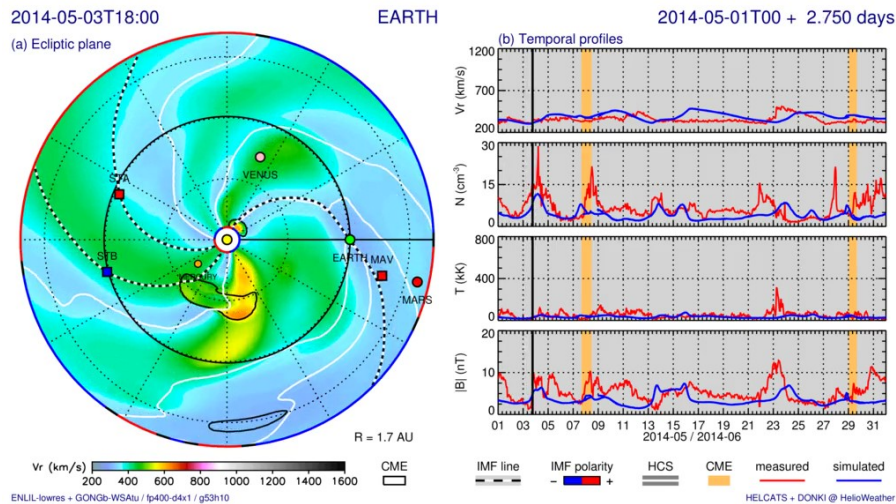 2014-05-03T18:00
EARTH
2014-05-01T00 + 2.750 days
(a) Ecliptic plane
(b) Temporal profiles
VENUS
STA
STB
EARTH
MAV
MARS
R = 1.7 AU
Vr (km/s)
200 400 600 800 1000 1200 1400 1600
CME
ENLIL-lowres + GONGb-WSAtu / fp400-d4x1 / g53h10
Vr (km/s)
1200
700
200
N (cm-3)
30
15
0
T (kK)
800
400
0
|B| (nT)
20
10
0
01 03 05 07 09 11 13 15 17 19 21 23 25 27 29 31
2014-05 / 2014-06
IMF line
IMF polarity
- +
HCS
CME
measured
simulated
HELCATS + DONKI @ HelioWeather